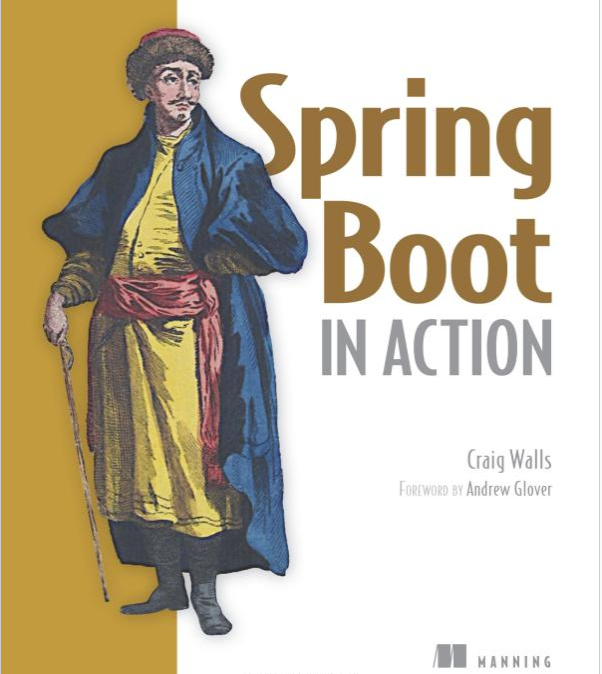 Spring
Boot
IN ACTION
Craig Walls
FOREWORD BY Andrew Glover
MANNING